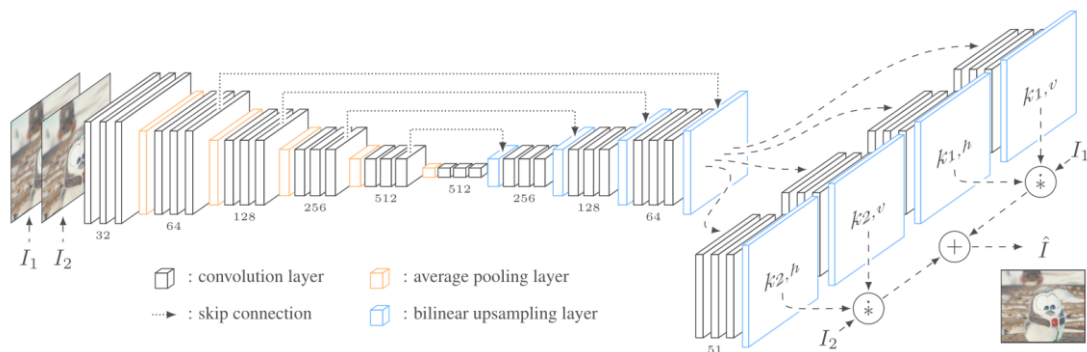 k1,v
k1,h
I1
*
k2,v
+
Î
k2,h
*
I2
51
32
64
128
256
512
512
256
128
64
I1 I2
: convolution layer
: average pooling layer
: skip connection
: bilinear upsampling layer